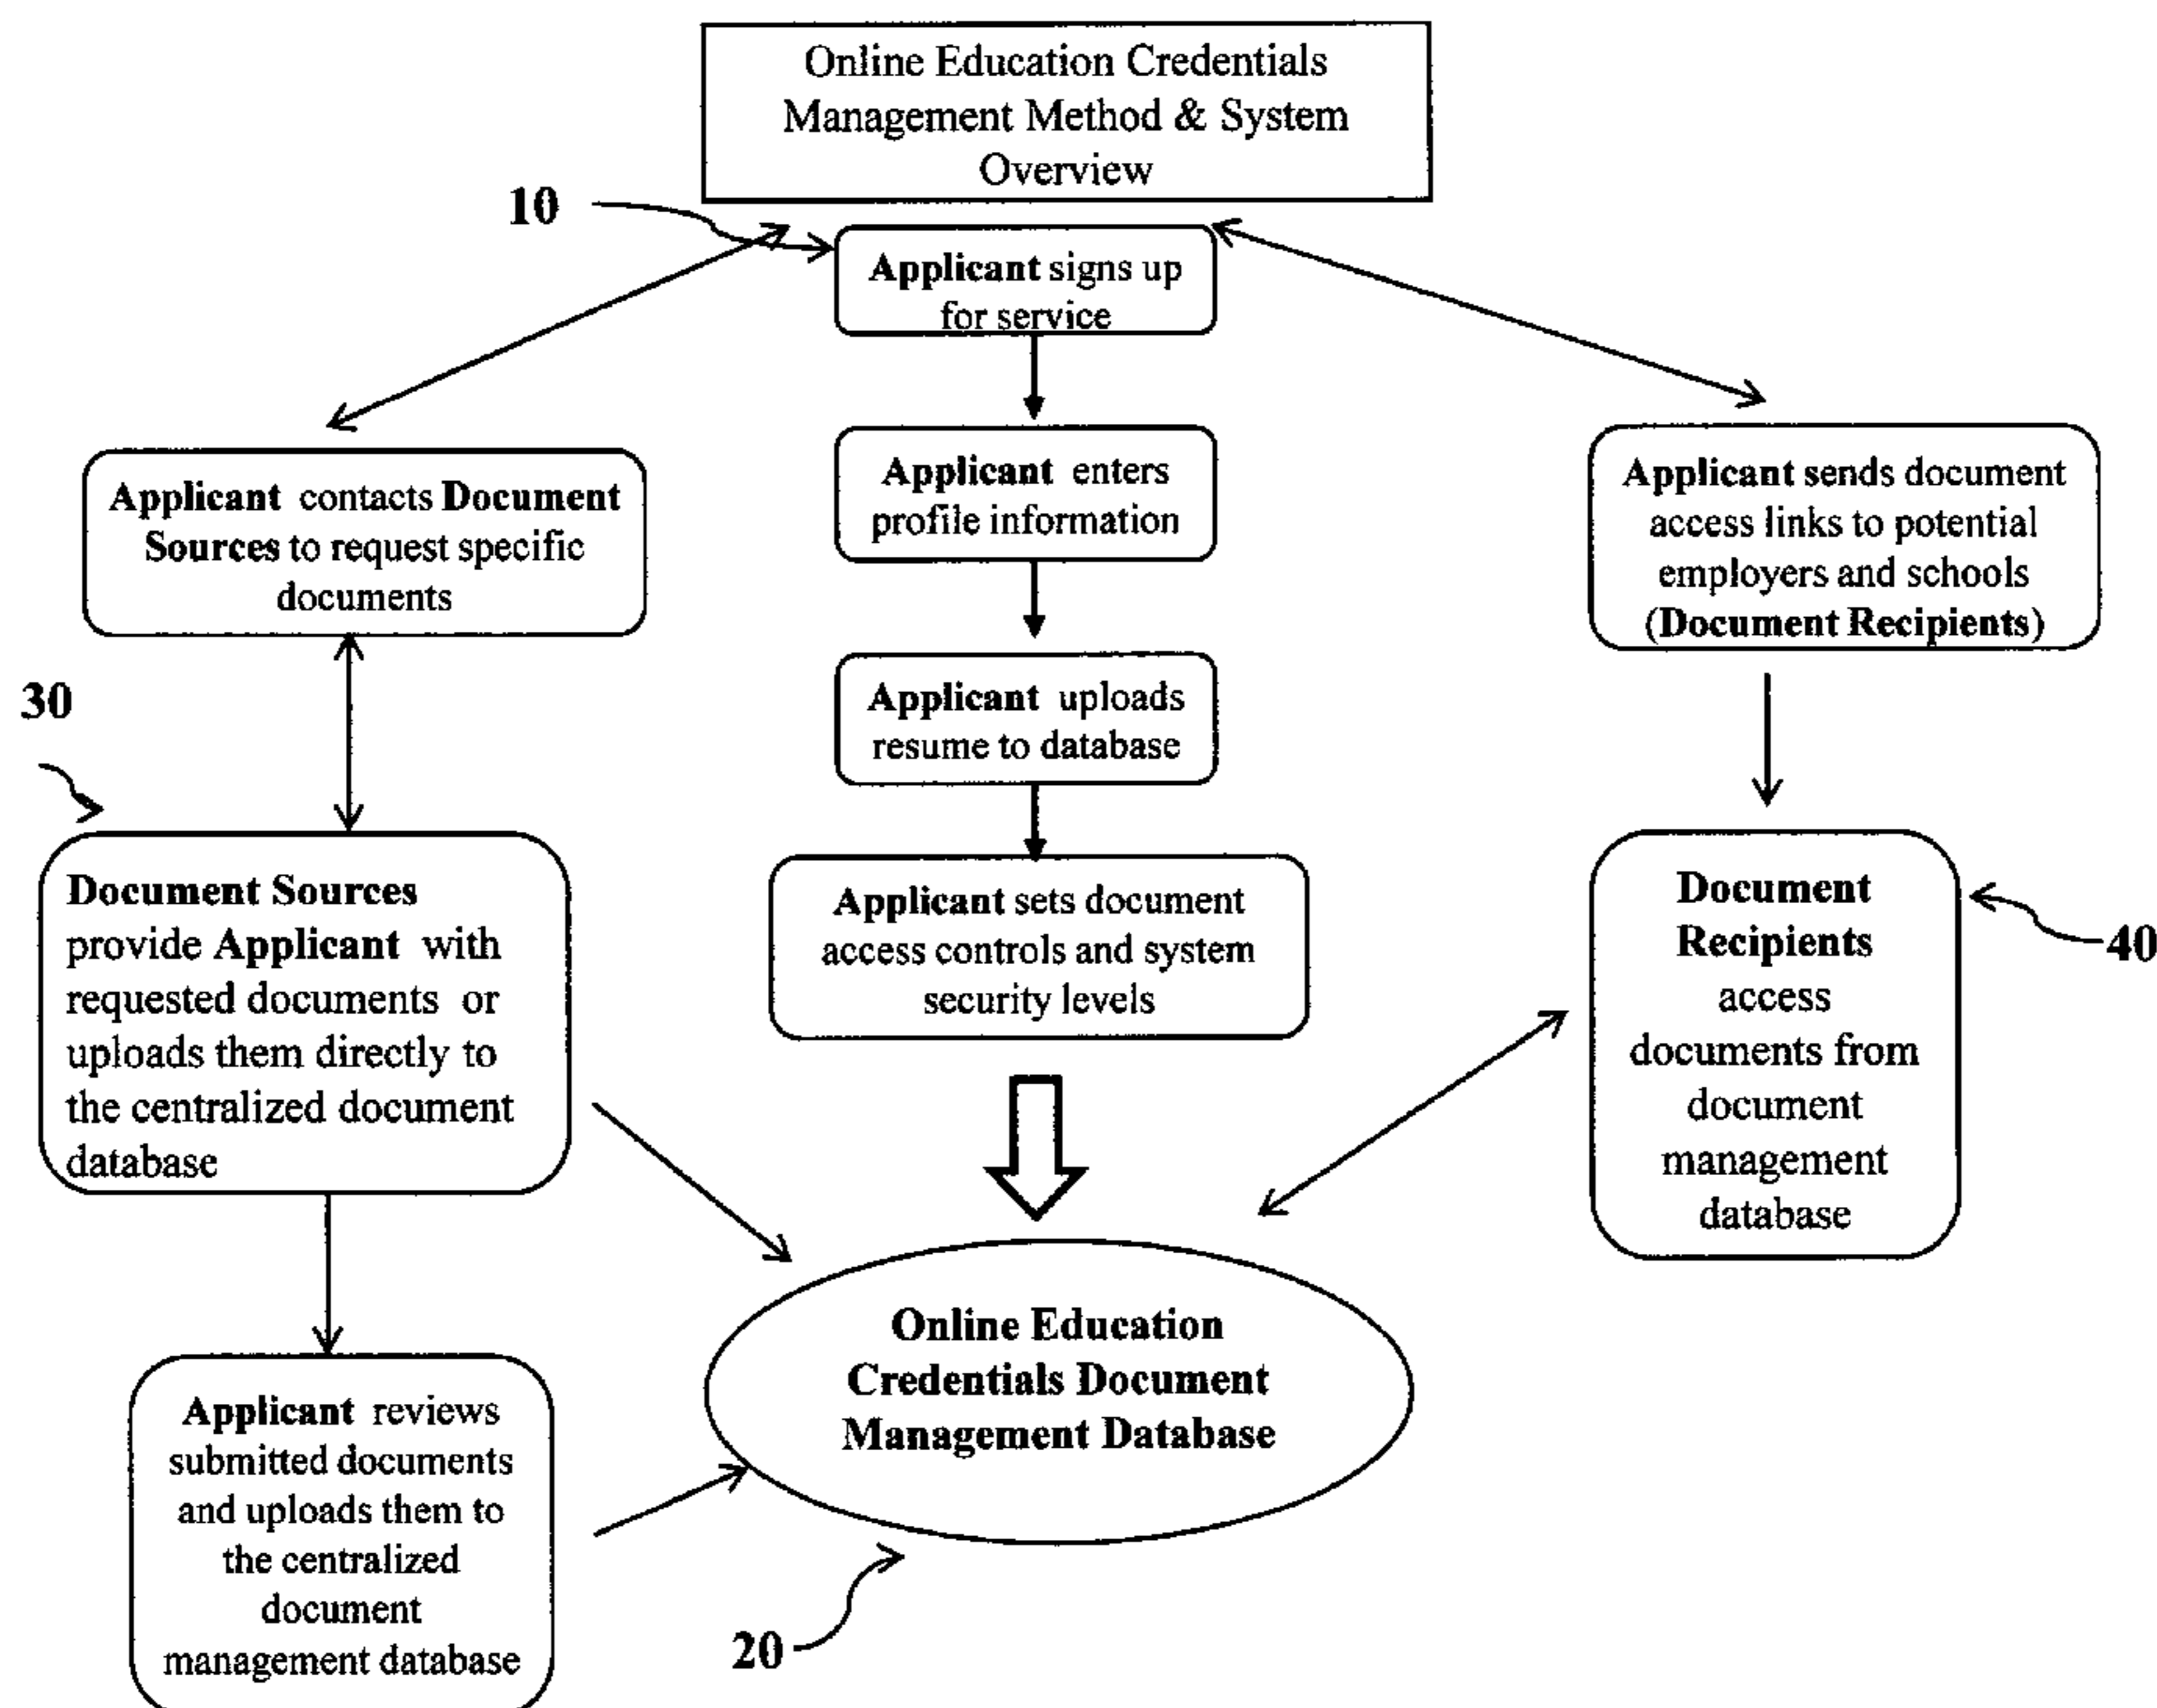 Online Education Credentials
Management Method & System
Overview
10
Applicant signs up
for service
Applicant contacts Document
Sources to request specific
documents
Applicant enters
profile information
Applicant sends document
access links to potential
employers and schools
(Document Recipients)
30
Applicant uploads
resume to database
Document Sources
provide Applicant with
requested documents or
uploads them directly to
the centralized document
database
Applicant sets document
access controls and system
security levels
Document
Recipients
access
documents from
document
management
database
40
Applicant reviews
submitted documents
and uploads them to
the centralized
document
management database
Online Education
Credentials Document
Management Database
20